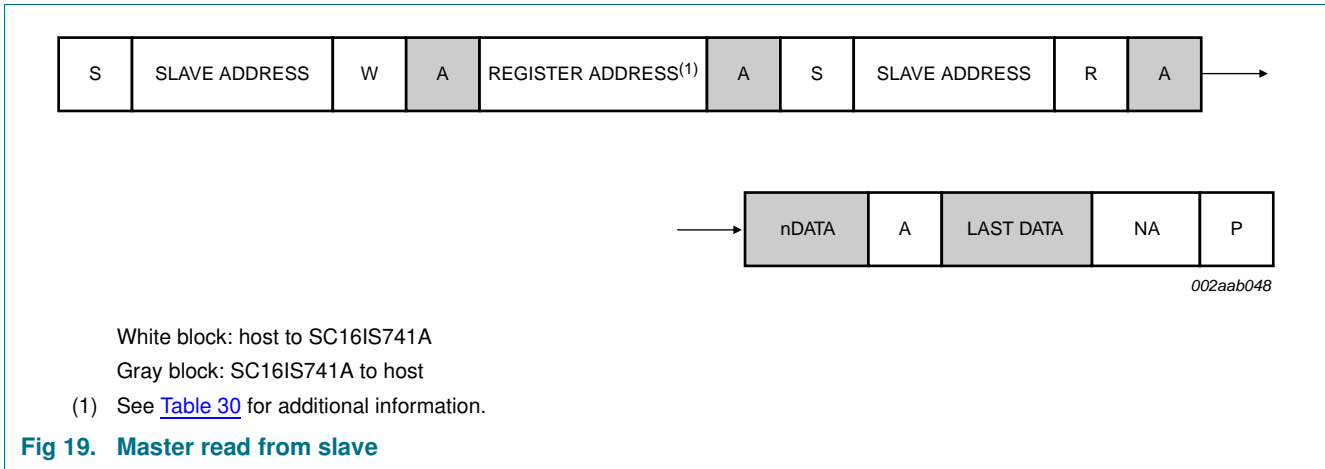 S SLAVE ADDRESS W A REGISTER ADDRESS(1) A S SLAVE ADDRESS R A
nDATA A LAST DATA NA P
002aab048
White block: host to SC16IS741A
Gray block: SC16IS741A to host
(1) See Table 30 for additional information.
Fig 19. Master read from slave